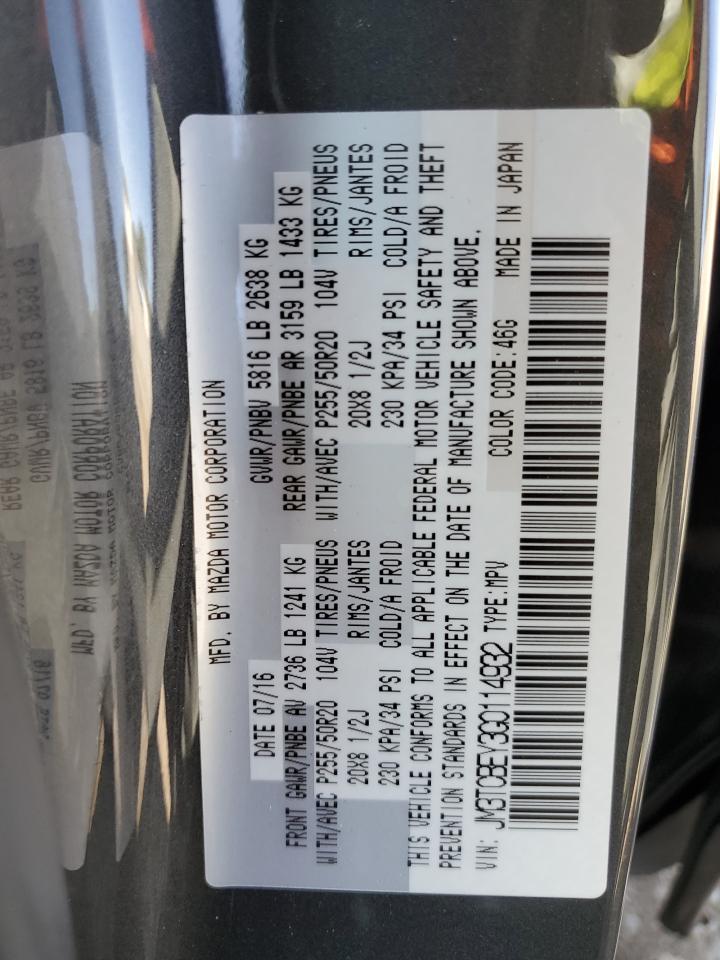 MFD. BY MAZDA MOTOR CORPORATION
DATE 07/16 GVWR/PNBV 5816 LB 2638 KG
FRONT GAWR/PNBE AV 2736 LB 1241 KG REAR GAWR/PNBE AR 3159 LB 1433 KG
WITH/AVEC P255/50R20 104V TIRES/PNEUS WITH/AVEC P255/50R20 104V TIRES/PNEUS
20X8 1/2J RIMS/JANTES 20X8 1/2J RIMS/JANTES
230 KPA/34 PSI COLD/A FROID 230 KPA/34 PSI COLD/A FROID
THIS VEHICLE CONFORMS TO ALL APPLICABLE FEDERAL MOTOR VEHICLE SAFETY AND THEFT
PREVENTION STANDARDS IN EFFECT ON THE DATE OF MANUFACTURE SHOWN ABOVE.
VIN: JM3TCBEY3G0114932 TYPE:MPV COLOR CODE:46G MADE IN JAPAN